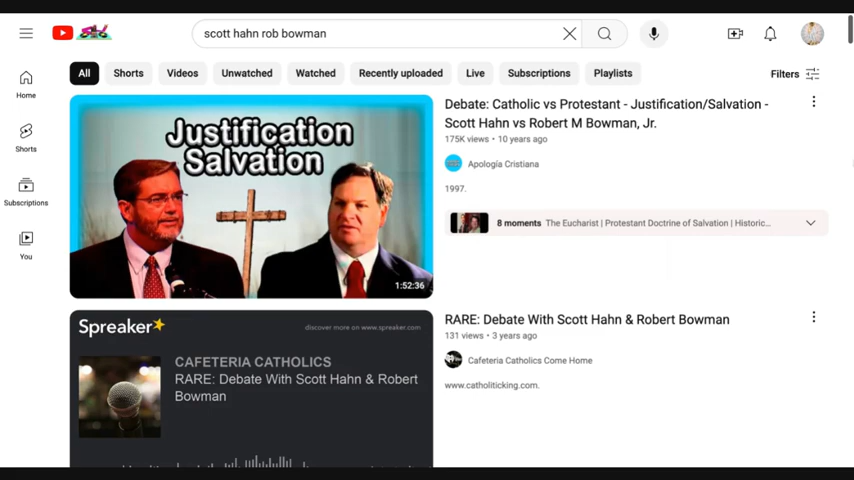 scott hahn rob bowman
All
Shorts
Videos
Unwatched
Watched
Recently uploaded
Live
Subscriptions
Playlists
Filters
Home
Shorts
Subscriptions
You
Justification
Salvation
1:52:36
Debate: Catholic vs Protestant - Justification/Salvation -
Scott Hahn vs Robert M Bowman, Jr.
175K views • 10 years ago
Apología Cristiana
1997.
8 moments The Eucharist | Protestant Doctrine of Salvation | Historic...
Spreaker
discover more on www.spreaker.com
CAFETERIA CATHOLICS
RARE: Debate With Scott Hahn & Robert
Bowman
RARE: Debate With Scott Hahn & Robert Bowman
131 views • 3 years ago
Cafeteria Catholics Come Home
www.catholiticking.com.